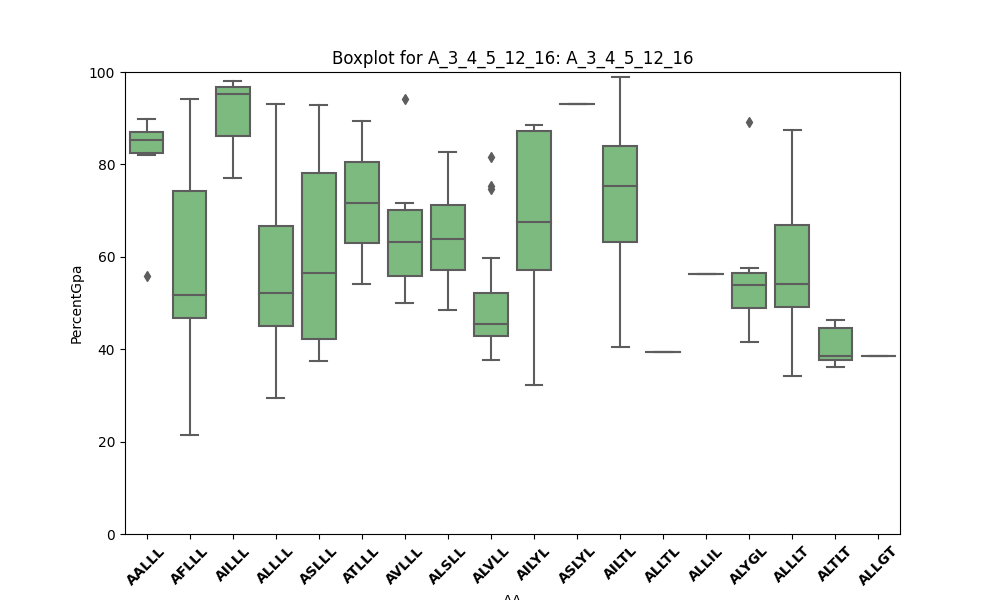 Boxplot for A_3_4_5_12_16: A_3_4_5_12_16
PercentGpa
100
80
60
40
20
0
AALLL AFLLL AILLL ALLLL ASLLL ATLLL AVLLL ALSLL ALVLL AILYL ASLYL AILTL ALLTL ALLIL ALYGL ALLLT ALTLT ALLGT
AA